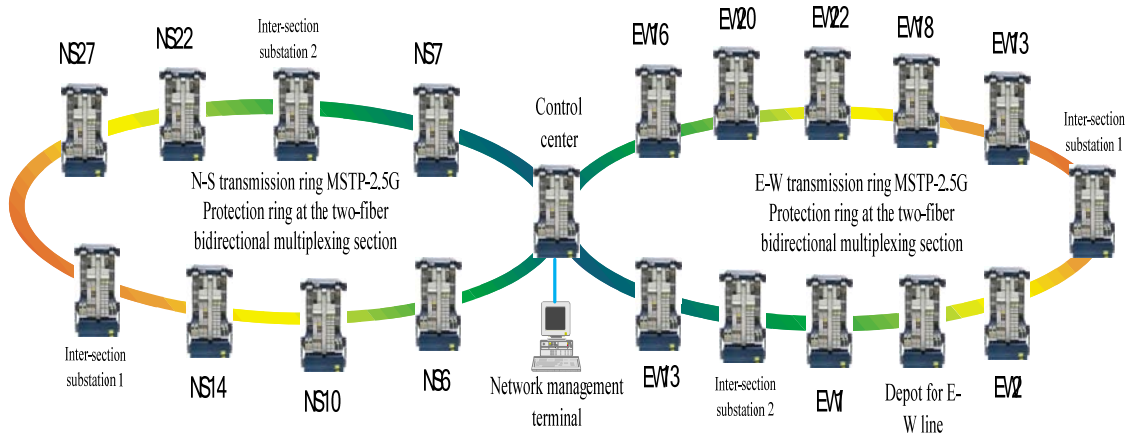 NS27
NS22
Inter-section
substation 2
NS7
EW16
EW20
EW22
EW18
EW13
Control
center
Inter-section
substation 1
N-S transmission ring MSTP-2.5G
Protection ring at the two-fiber
bidirectional multiplexing section
E-W transmission ring MSTP-2.5G
Protection ring at the two-fiber
bidirectional multiplexing section
Inter-section
substation 1
NS14
NS10
NS6
Network management
terminal
EW13
Inter-section
substation 2
EW1
Depot for E-
W line
EW2